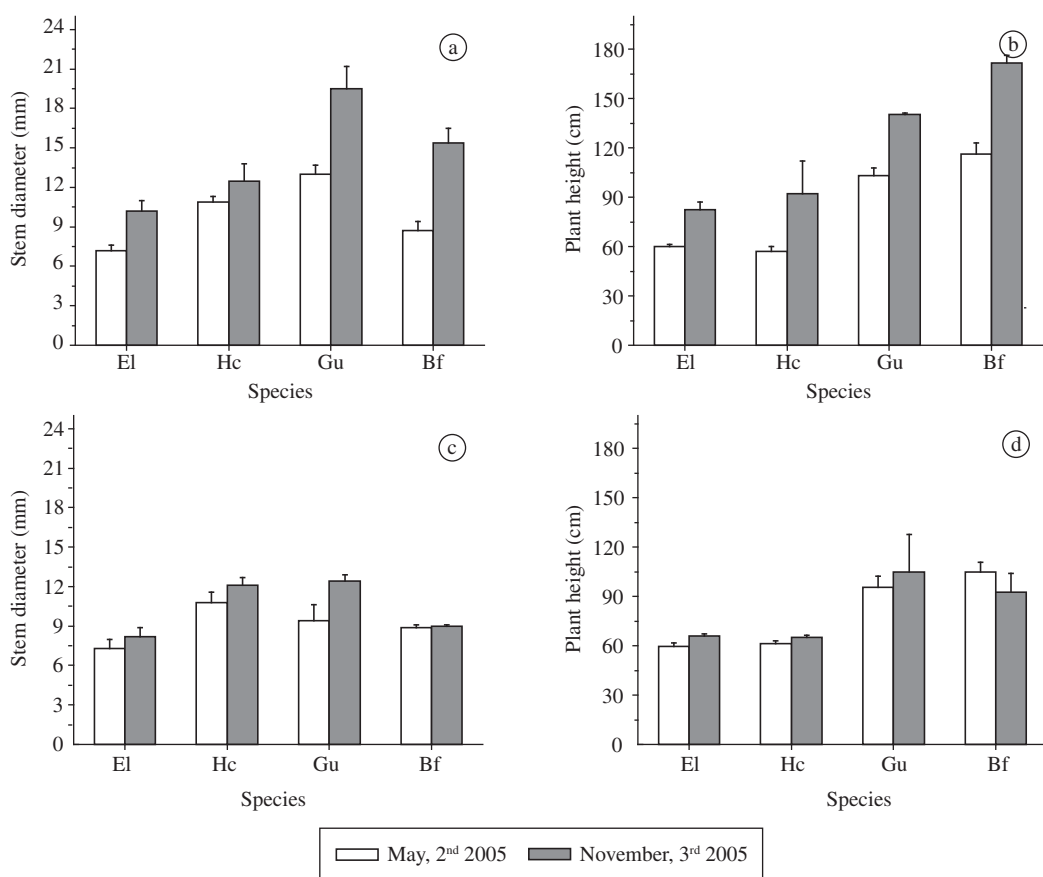 24
21
18
15
12
9
6
3
0
Stem diameter (mm)
a
El Hc Gu Bf
Species
180
150
120
90
60
30
0
Plant height (cm)
b
El Hc Gu Bf
Species
24
21
18
15
12
9
6
3
0
Stem diameter (mm)
c
El Hc Gu Bf
Species
180
150
120
90
60
30
0
Plant height (cm)
d
El Hc Gu Bf
Species
May, 2nd 2005 November, 3rd 2005